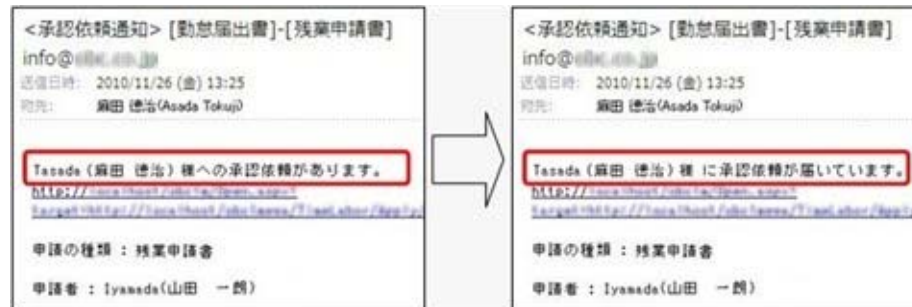 <承認依頼通知> [勤怠届出書]-[残業申請書]
info@
送信日時: 2010/11/26 (金) 13:25
宛先: 麻田 徳治(Asada Tokuji)
Tasada (麻田 徳治) 様への承認依頼があります。
http://
申請の種類 : 残業申請書
申請者 : Iyamada(山田 一朗)
<承認依頼通知> [勤怠届出書]-[残業申請書]
info@
送信日時: 2010/11/26 (金) 13:25
宛先: 麻田 徳治(Asada Tokuji)
Tasada (麻田 徳治) 様 に承認依頼が届いています。
http://
申請の種類 : 残業申請書
申請者 : Iyamada(山田 一朗)